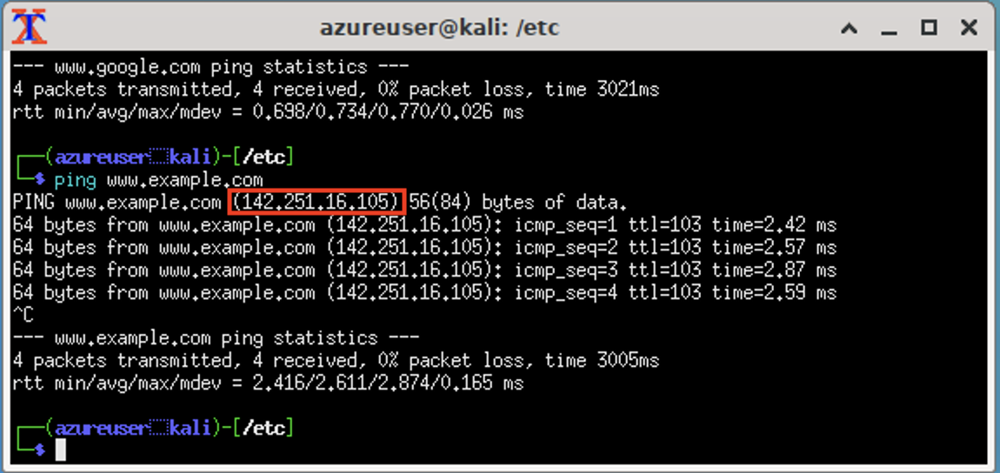 azureuser@kali: /etc
--- www.google.com ping statistics ---
4 packets transmitted, 4 received, 0% packet loss, time 3021ms
rtt min/avg/max/mdev = 0.698/0.734/0.770/0.026 ms
┌──(azureuser kali)-[/etc]
└─$ ping www.example.com
PING www.example.com (142.251.16.105) 56(84) bytes of data.
64 bytes from www.example.com (142.251.16.105): icmp_seq=1 ttl=103 time=2.42 ms
64 bytes from www.example.com (142.251.16.105): icmp_seq=2 ttl=103 time=2.57 ms
64 bytes from www.example.com (142.251.16.105): icmp_seq=3 ttl=103 time=2.87 ms
64 bytes from www.example.com (142.251.16.105): icmp_seq=4 ttl=103 time=2.59 ms
^C
--- www.example.com ping statistics ---
4 packets transmitted, 4 received, 0% packet loss, time 3005ms
rtt min/avg/max/mdev = 2.416/2.611/2.874/0.165 ms
┌──(azureuser kali)-[/etc]
└─$